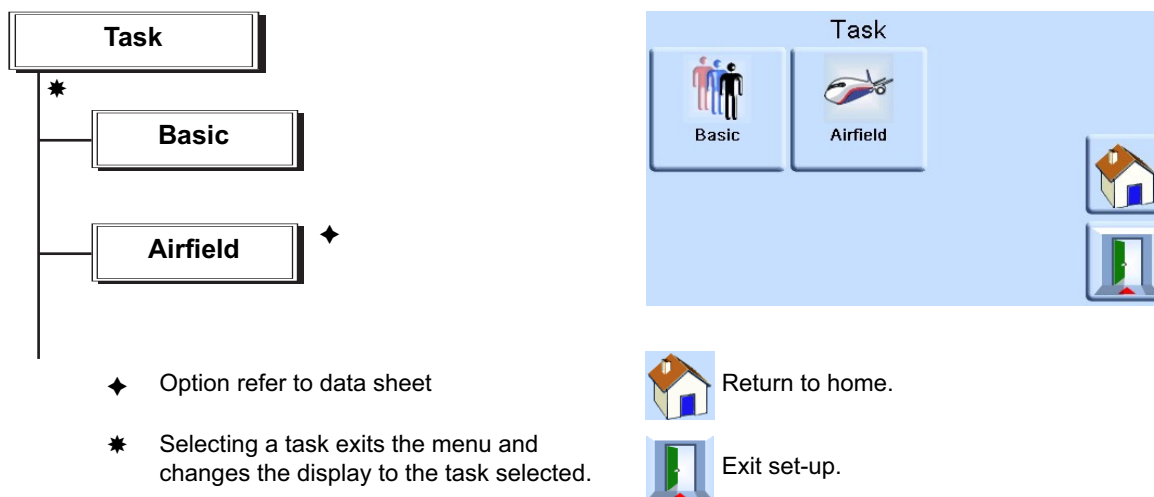 Task
✸
Basic
Airfield ✦
✦ Option refer to data sheet
✸ Selecting a task exits the menu and
changes the display to the task selected.
Task
Basic Airfield
Return to home.
Exit set-up.